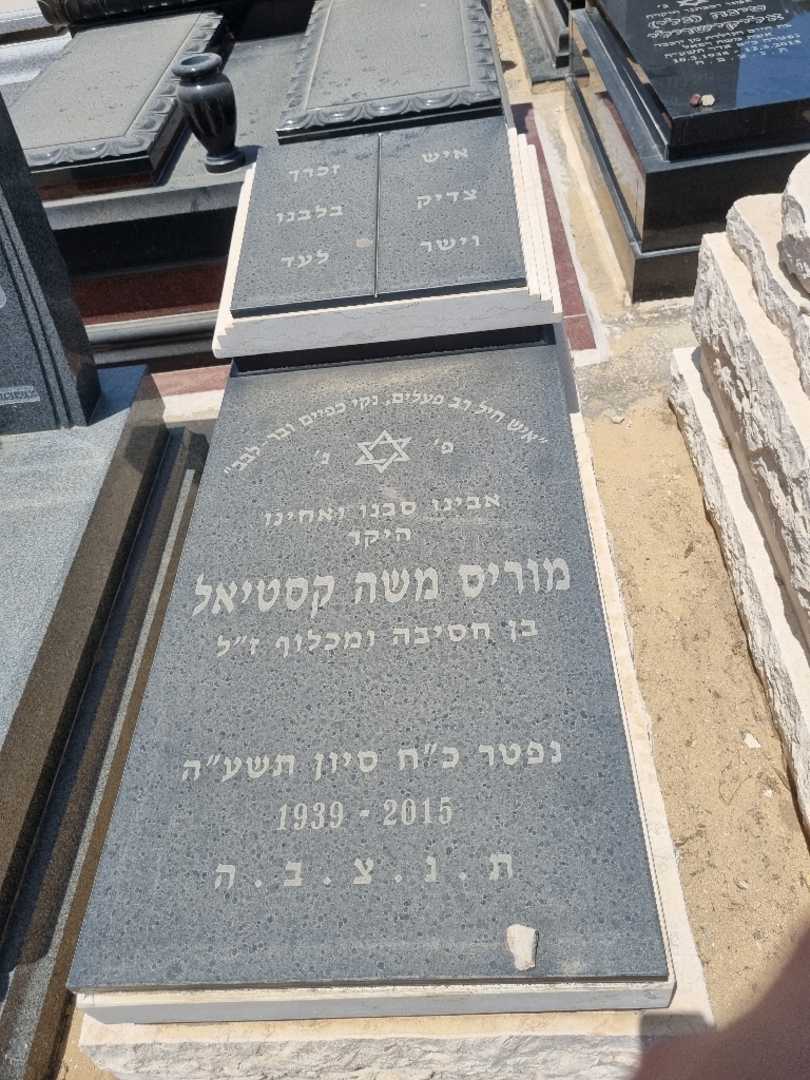 שמעון
ת. נ. צ. ב. ה
איש
צדיק
וישר
זכרך
בלבנו
לעד
"איש חיל רב פעלים, נקי כפיים ובר-לבב"
פ' נ'
אבינו סבנו ואחינו
היקר
מוריס משה קסטיאל
בן חסיבה ומכלוף ז"ל
נפטר כ"ח סיון תשע"ה
1939 - 2015
ת . נ . צ . ב . ה